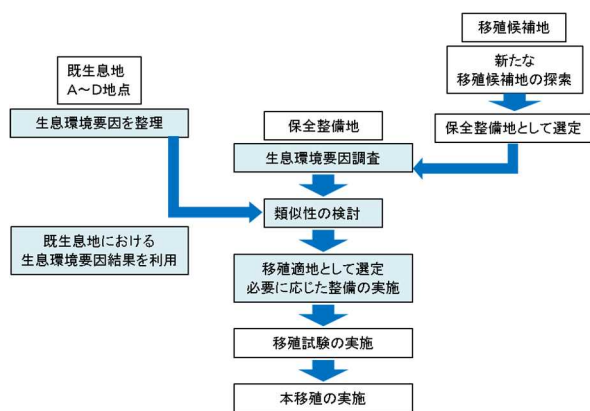 既生息地
A～D地点
生息環境要因を整理
既生息地における
生息環境要因結果を利用
保全整備地
生息環境要因調査
類似性の検討
移殖適地として選定
必要に応じた整備の実施
移殖試験の実施
本移殖の実施
移殖候補地
新たな
移殖候補地の探索
保全整備地として選定